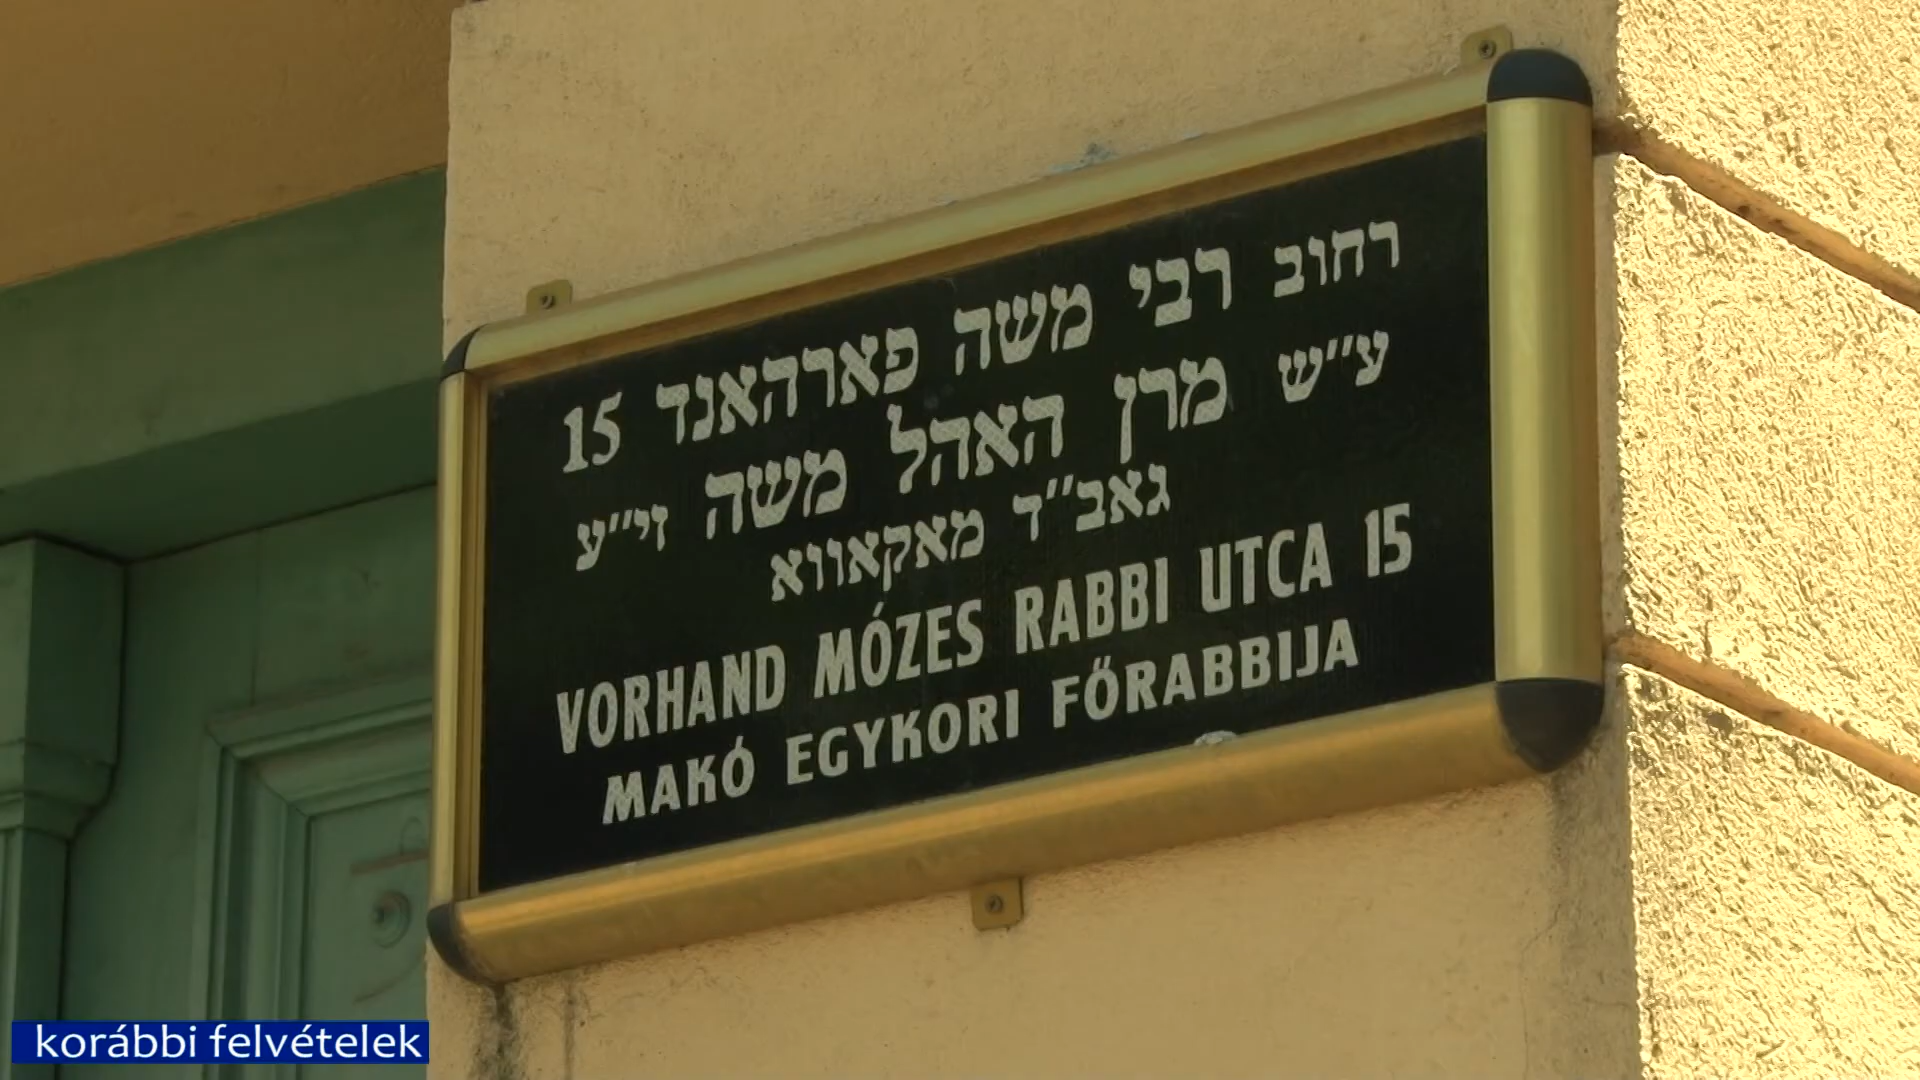 רחוב רבי משה פארהאנד 15
ע״ש מרן האהל משה זי״ע
גאב״ד מאקאווא
VORHAND MÓZES RABBI UTCA 15
MAKÓ EGYKORI FŐRABBIJA
korábbi felvételek